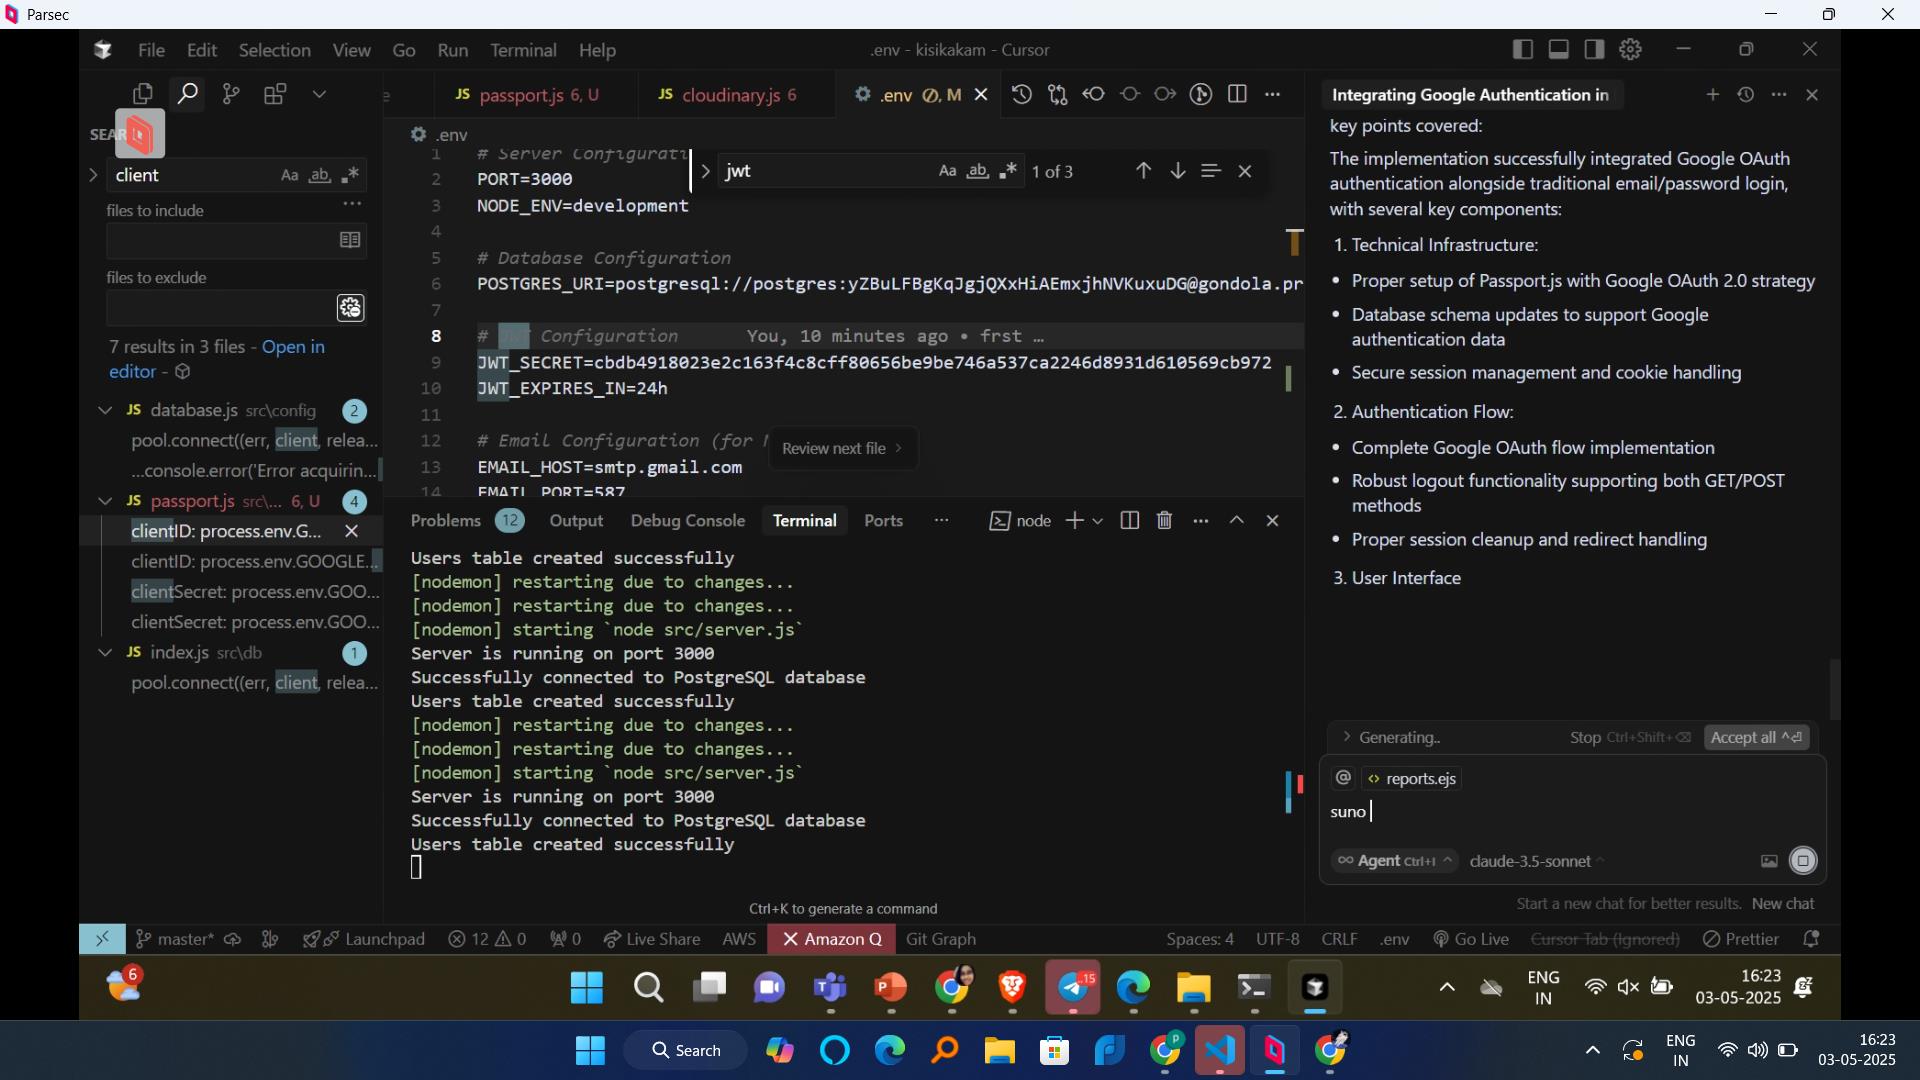 Parsec
File Edit Selection View Go Run Terminal Help
.env - kisikakam - Cursor
JS passport.js 6, U
JS cloudinary.js 6
.env M
Integrating Google Authentication in
.env
client
Aa ab .*
files to include
files to exclude
7 results in 3 files - Open in
editor -
JS database.js src\config 2
pool.connect((err, client, relea...
...console.error('Error acquirin...
JS passport.js src\... 6, U 4
clientID: process.env.G...
clientID: process.env.GOOGLE...
clientSecret: process.env.GOO...
clientSecret: process.env.GOO...
JS index.js src\db 1
pool.connect((err, client, relea...
jwt Aa ab .* 1 of 3
1 # Server Configurati
2 PORT=3000
3 NODE_ENV=development
4
5 # Database Configuration
6 POSTGRES_URI=postgresql://postgres:yZBuLFBgKqJgjQXxHiAEmxjhNVKuxuDG@gondola.pr
7
8 # JWT Configuration You, 10 minutes ago • frst …
9 JWT_SECRET=cbdb4918023e2c163f4c8cff80656be9be746a537ca2246d8931d610569cb972
10 JWT_EXPIRES_IN=24h
11
12 # Email Configuration (for
13 EMAIL_HOST=smtp.gmail.com
14 EMAIL_PORT=587
Review next file
Problems 12 Output Debug Console Terminal Ports ... node
Users table created successfully
[nodemon] restarting due to changes...
[nodemon] restarting due to changes...
[nodemon] starting `node src/server.js`
Server is running on port 3000
Successfully connected to PostgreSQL database
Users table created successfully
[nodemon] restarting due to changes...
[nodemon] restarting due to changes...
[nodemon] starting `node src/server.js`
Server is running on port 3000
Successfully connected to PostgreSQL database
Users table created successfully
Ctrl+K to generate a command
key points covered:
The implementation successfully integrated Google OAuth
authentication alongside traditional email/password login,
with several key components:
1. Technical Infrastructure:
• Proper setup of Passport.js with Google OAuth 2.0 strategy
• Database schema updates to support Google
authentication data
• Secure session management and cookie handling
2. Authentication Flow:
• Complete Google OAuth flow implementation
• Robust logout functionality supporting both GET/POST
methods
• Proper session cleanup and redirect handling
3. User Interface
Generating.. Stop Ctrl+Shift+⌫ Accept all ^⏎
@ reports.ejs
suno
∞ Agent Ctrl+I claude-3.5-sonnet
Start a new chat for better results. New chat
master* Launchpad 12 0 0 Live Share AWS Amazon Q Git Graph
Spaces: 4 UTF-8 CRLF .env Go Live Cursor Tab (Ignored) Prettier
6
15
ENG
IN
16:23
03-05-2025
Search
ENG
IN
16:23
03-05-2025